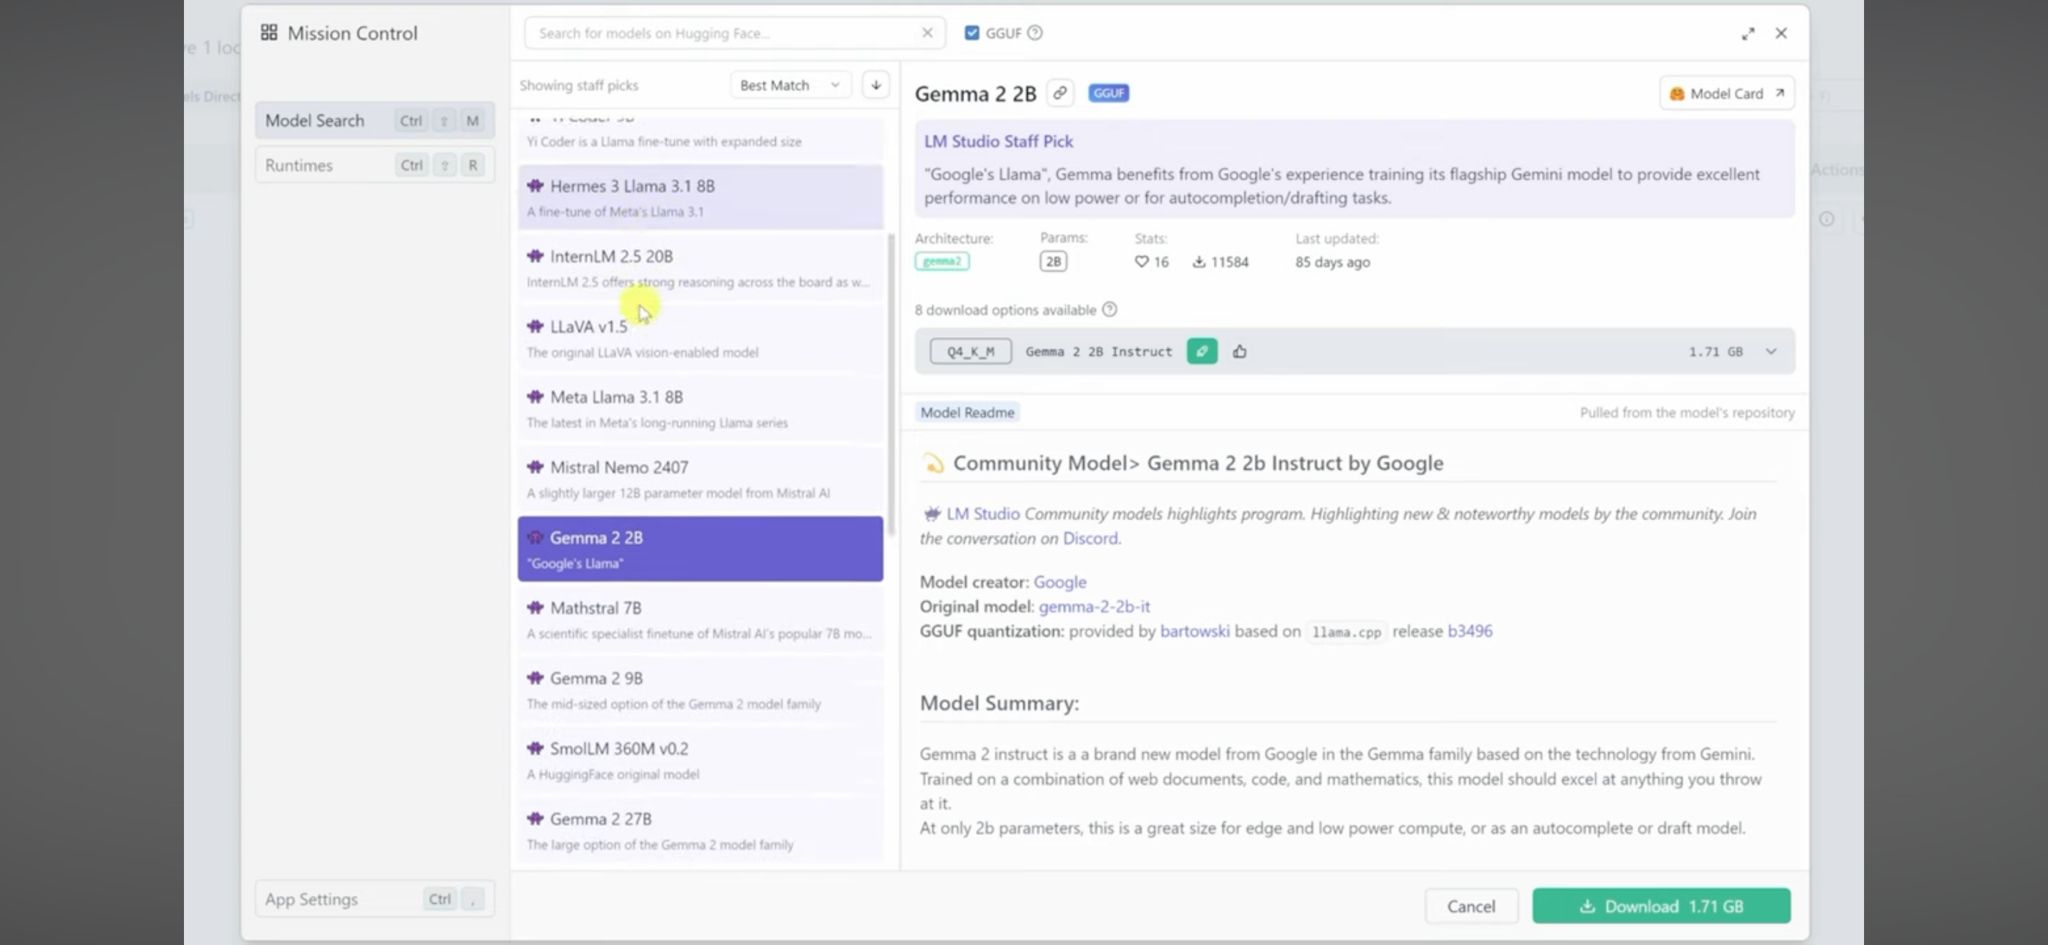 Mission Control
Model Search Ctrl ⇧ M
Runtimes Ctrl ⇧ R
App Settings Ctrl ,
Search for models on Hugging Face...
GGUF
Showing staff picks
Best Match
Yi Coder is a Llama fine-tune with expanded size
Hermes 3 Llama 3.1 8B
A fine-tune of Meta's Llama 3.1
InternLM 2.5 20B
InternLM 2.5 offers strong reasoning across the board as w...
LLaVA v1.5
The original LLaVA vision-enabled model
Meta Llama 3.1 8B
The latest in Meta's long-running Llama series
Mistral Nemo 2407
A slightly larger 12B parameter model from Mistral AI
Gemma 2 2B
"Google's Llama"
Mathstral 7B
A scientific specialist finetune of Mistral AI's popular 7B mo...
Gemma 2 9B
The mid-sized option of the Gemma 2 model family
SmolLM 360M v0.2
A HuggingFace original model
Gemma 2 27B
The large option of the Gemma 2 model family
Gemma 2 2B GGUF
Model Card
LM Studio Staff Pick
"Google's Llama", Gemma benefits from Google's experience training its flagship Gemini model to provide excellent
performance on low power or for autocompletion/drafting tasks.
Architecture: Params: Stats: Last updated:
gemma2 2B 16 11584 85 days ago
8 download options available
Q4_K_M Gemma 2 2B Instruct 1.71 GB
Model Readme
Pulled from the model's repository
Community Model> Gemma 2 2b Instruct by Google
LM Studio Community models highlights program. Highlighting new & noteworthy models by the community. Join
the conversation on Discord.
Model creator: Google
Original model: gemma-2-2b-it
GGUF quantization: provided by bartowski based on llama.cpp release b3496
Model Summary:
Gemma 2 instruct is a a brand new model from Google in the Gemma family based on the technology from Gemini.
Trained on a combination of web documents, code, and mathematics, this model should excel at anything you throw
at it.
At only 2b parameters, this is a great size for edge and low power compute, or as an autocomplete or draft model.
Cancel
Download 1.71 GB
Actions